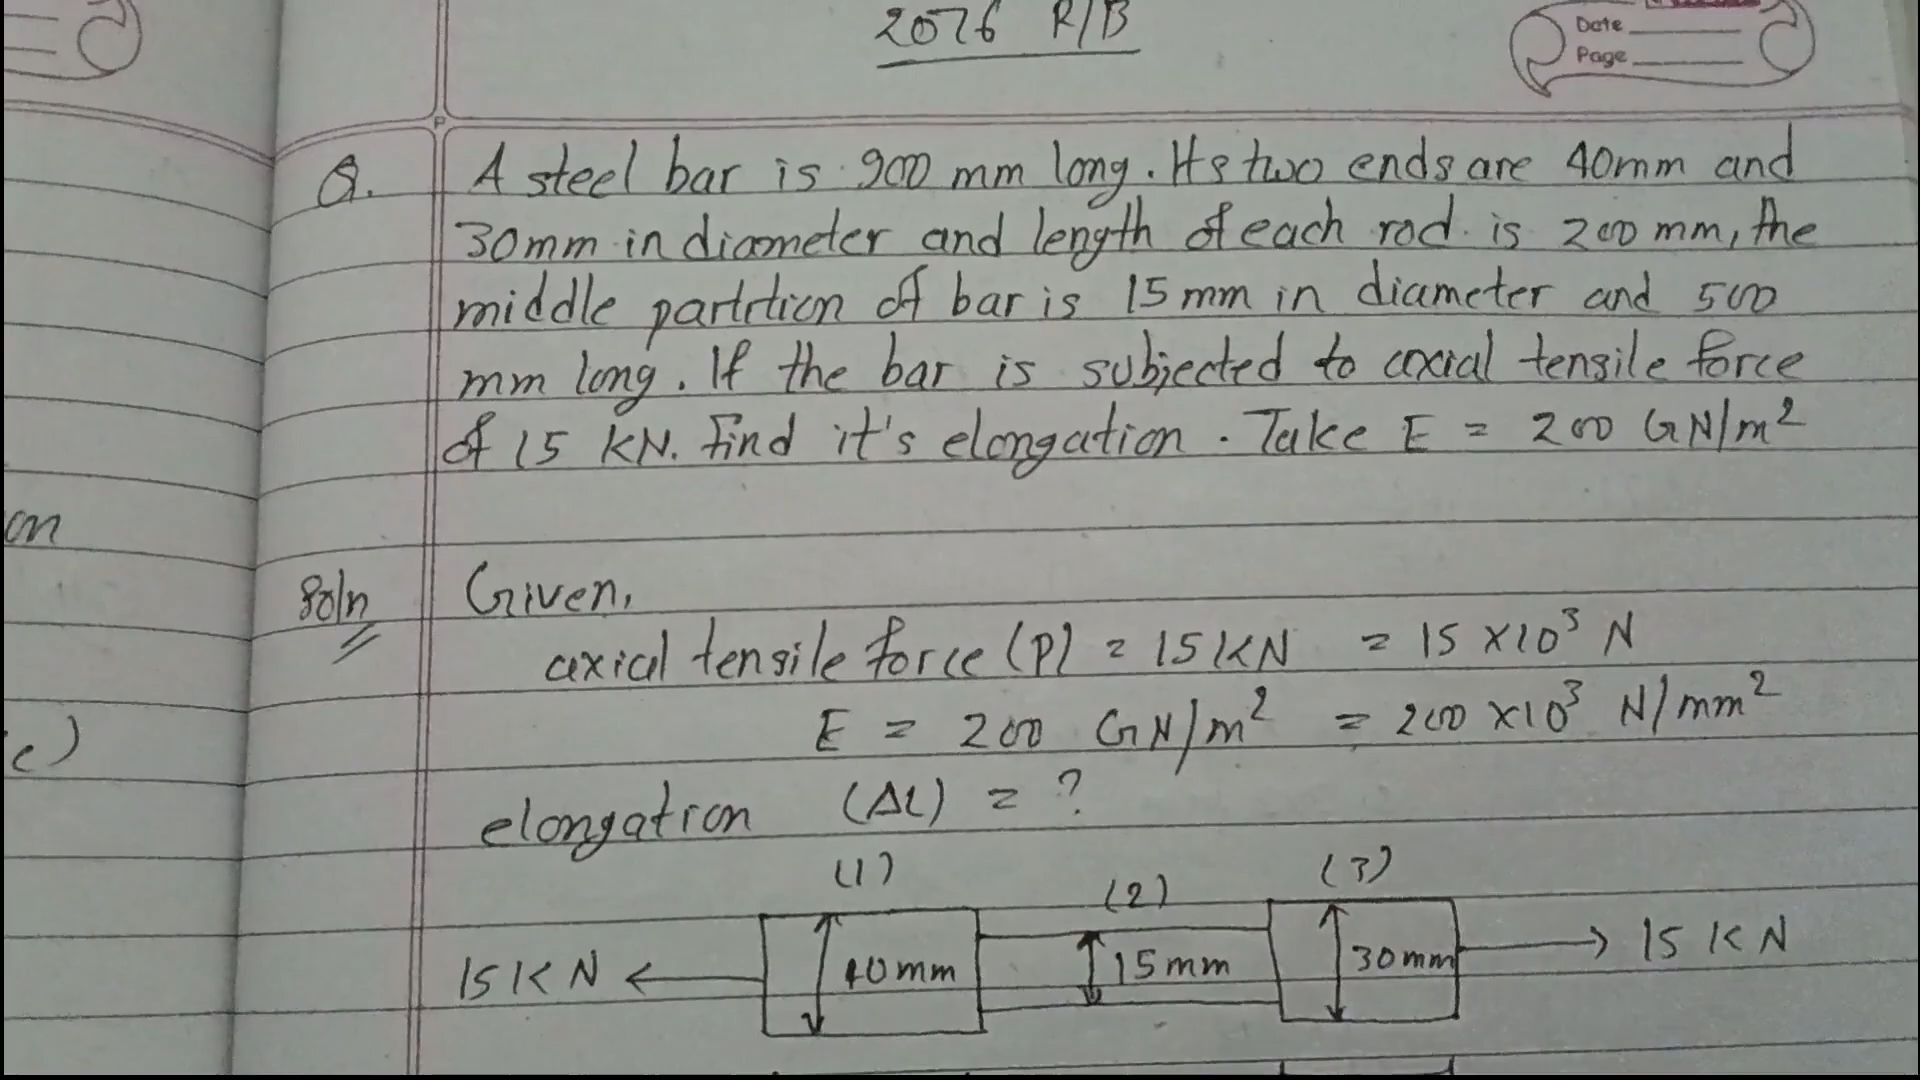 2076 R/B
Date
Page
P
Q. A steel bar is 900 mm long. Its two ends are 40mm and
30mm in diameter and length of each rod is 200 mm, the
middle partition of bar is 15 mm in diameter and 500
mm long. If the bar is subjected to axial tensile force
of 15 KN. Find it's elongation. Take E = 200 GN/m²
on
Soln Given,
axial tensile force (P) = 15 KN = 15 ×10³ N
E = 200 GN/m² = 200 ×10³ N/mm²
c)
elongation (ΔL) = ?
(1) (2) (3)
15 KN 40mm 15mm 30mm 15 KN